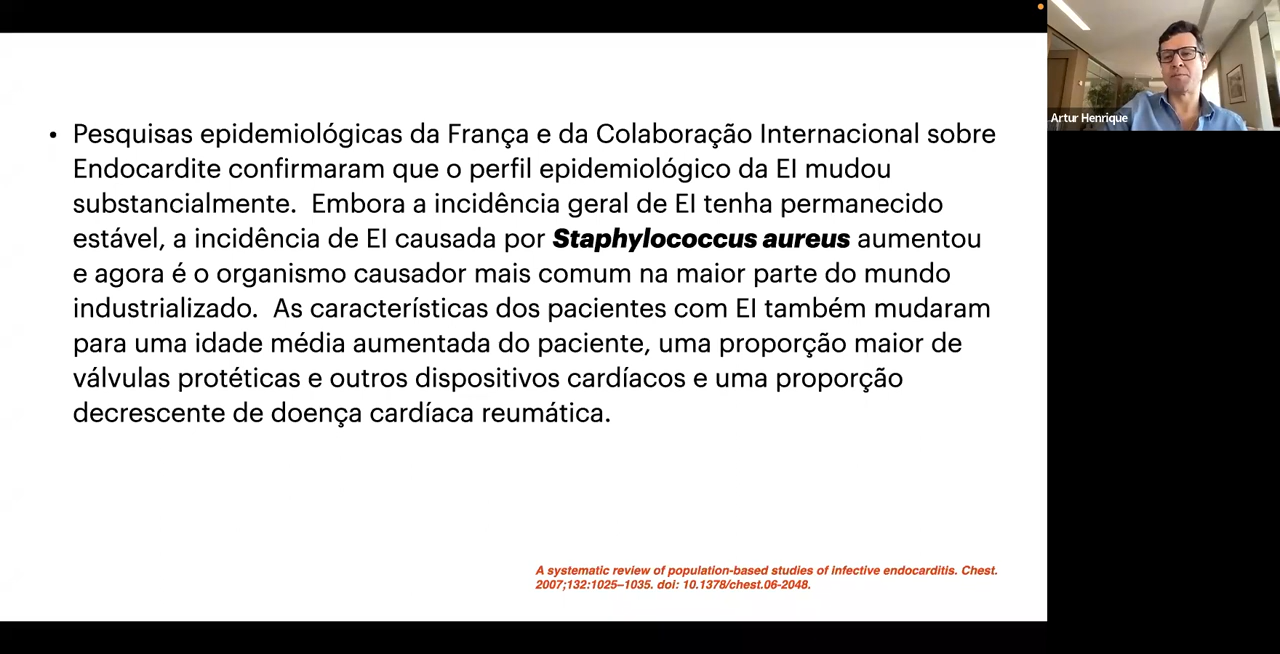 • Pesquisas epidemiológicas da França e da Colaboração Internacional sobre
Endocardite confirmaram que o perfil epidemiológico da EI mudou
substancialmente.  Embora a incidência geral de EI tenha permanecido
estável, a incidência de EI causada por Staphylococcus aureus aumentou
e agora é o organismo causador mais comum na maior parte do mundo
industrializado.  As características dos pacientes com EI também mudaram
para uma idade média aumentada do paciente, uma proporção maior de
válvulas protéticas e outros dispositivos cardíacos e uma proporção
decrescente de doença cardíaca reumática.
A systematic review of population-based studies of infective endocarditis. Chest.
2007;132:1025–1035. doi: 10.1378/chest.06-2048.
Artur Henrique